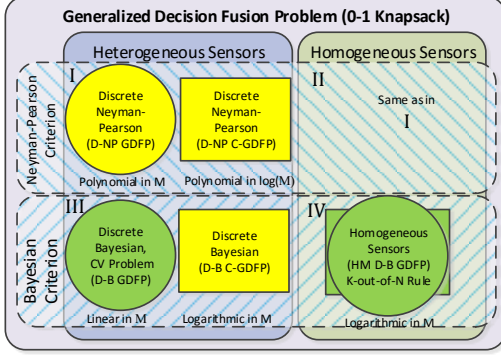 Generalized Decision Fusion Problem (0-1 Knapsack)
Heterogeneous Sensors
Homogeneous Sensors
Neyman-Pearson
Criterion
I
Discrete
Neyman-
Pearson
(D-NP GDFP)
Polynomial in M
Discrete
Neyman-
Pearson
(D-NP C-GDFP)
Polynomial in log(M)
II
Same as in
I
Bayesian
Criterion
III
Discrete
Bayesian,
CV Problem
(D-B GDFP)
Linear in M
Discrete
Bayesian
(D-B C-GDFP)
Logarithmic in M
IV
Homogeneous
Sensors
(HM D-B GDFP)
K-out-of-N Rule
Logarithmic in M